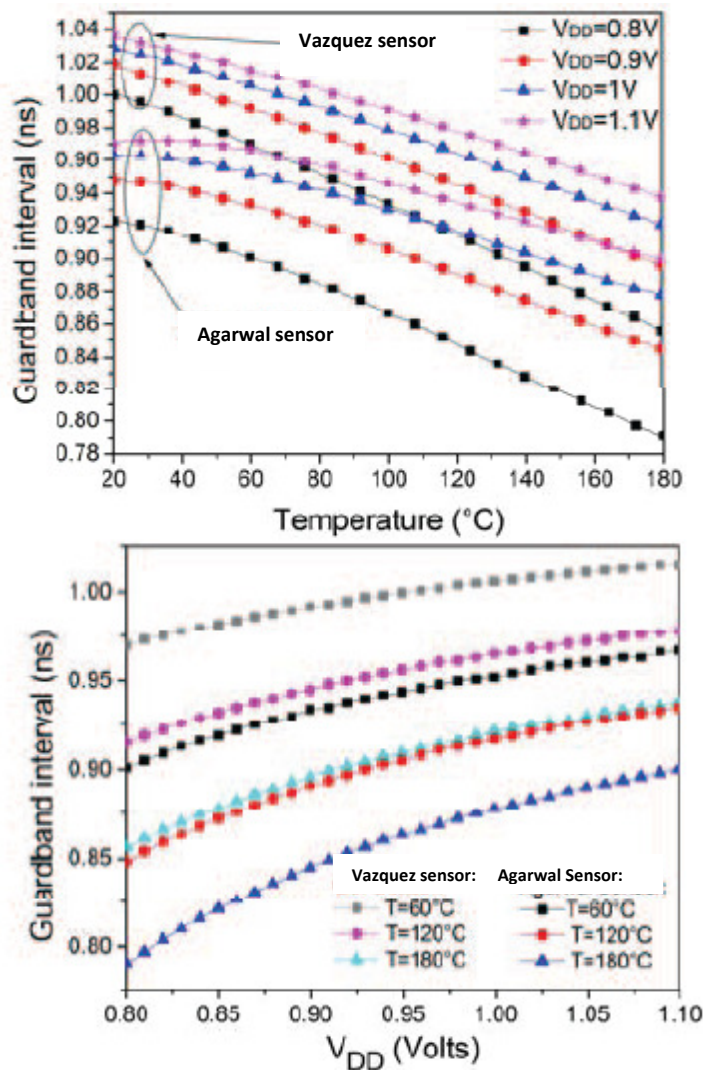 Vazquez sensor
Agarwal sensor
VDD=0.8V
VDD=0.9V
VDD=1V
VDD=1.1V
Guardband interval (ns)
1.04
1.02
1.00
0.98
0.96
0.94
0.92
0.90
0.88
0.86
0.84
0.82
0.80
0.78
20 40 60 80 100 120 140 160 180
Temperature (°C)
Guardband interval (ns)
1.00
0.95
0.90
0.85
0.80
Vazquez sensor: Agarwal Sensor:
T=60°C T=60°C
T=120°C T=120°C
T=180°C T=180°C
0.80 0.85 0.90 0.95 1.00 1.05 1.10
VDD (Volts)